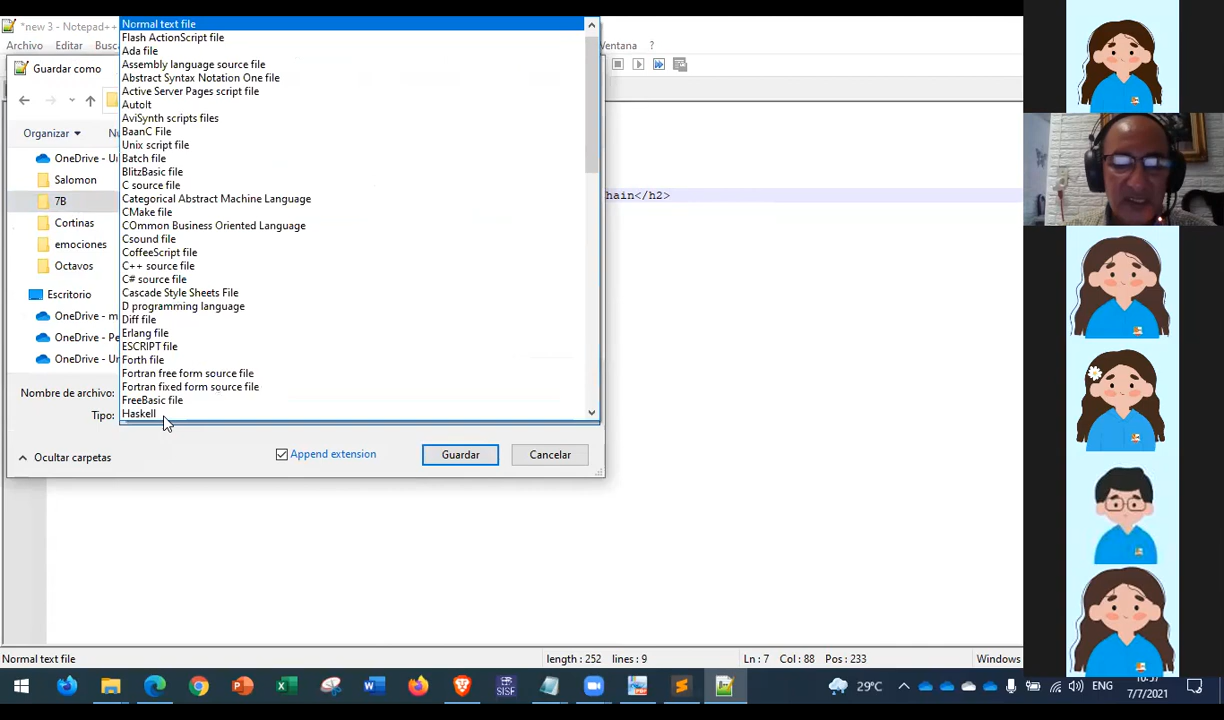 *new 3 - Notepad++
Archivo Editar Busc
Ventana ?
Guardar como
Organizar Nu
OneDrive - Ur
Salomon
7B
Cortinas
emociones
Octavos
Escritorio
OneDrive - m
OneDrive - Pe
OneDrive - Ur
Nombre de archivo:
Tipo:
Ocultar carpetas
Normal text file
Flash ActionScript file
Ada file
Assembly language source file
Abstract Syntax Notation One file
Active Server Pages script file
AutoIt
AviSynth scripts files
BaanC File
Unix script file
Batch file
BlitzBasic file
C source file
Categorical Abstract Machine Language
CMake file
COmmon Business Oriented Language
Csound file
CoffeeScript file
C++ source file
C# source file
Cascade Style Sheets File
D programming language
Diff file
Erlang file
ESCRIPT file
Forth file
Fortran free form source file
Fortran fixed form source file
FreeBasic file
Haskell
Append extension
Guardar
Cancelar
hain</h2>
Normal text file
length : 252 lines : 9
Ln : 7 Col : 88 Pos : 233
Windows
SISF
29°C
ENG
10:57
7/7/2021